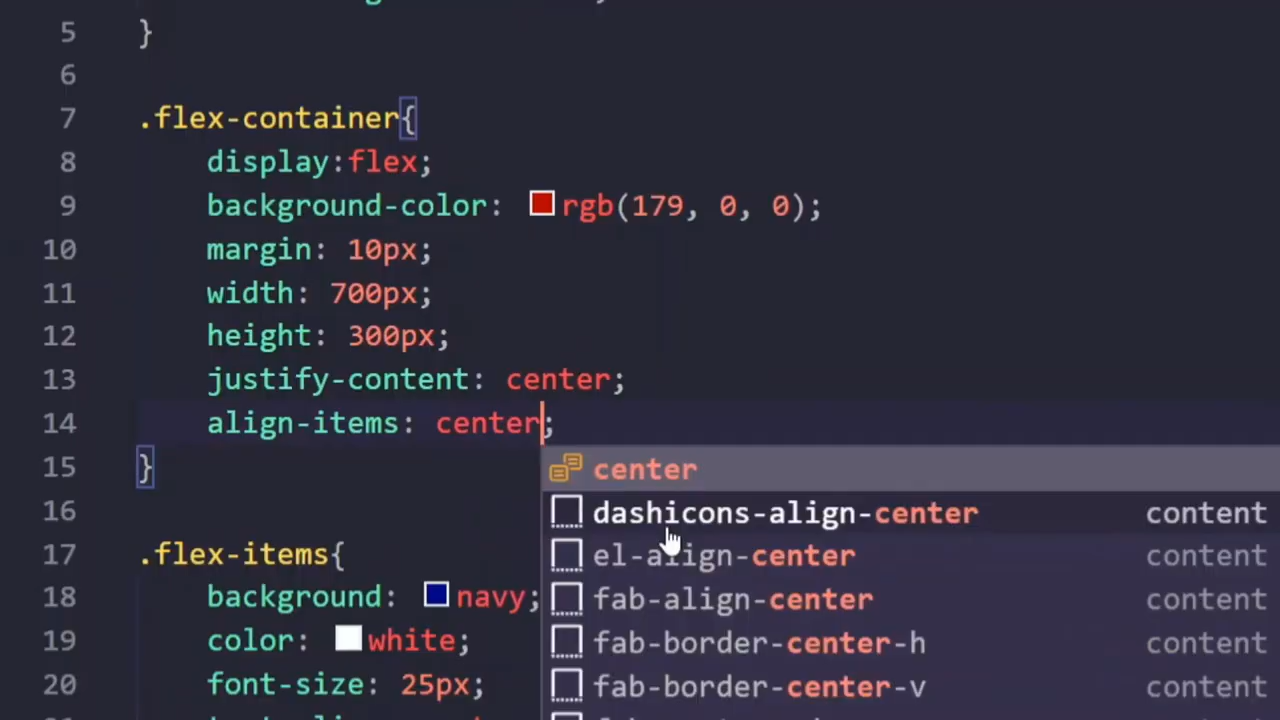 5 }
6
7 .flex-container{
8 display:flex;
9 background-color: rgb(179, 0, 0);
10 margin: 10px;
11 width: 700px;
12 height: 300px;
13 justify-content: center;
14 align-items: center;
center
15 }
16 dashicons-align-center content
17 .flex-items{
el-align-center content
18 background: navy;
fab-align-center content
19 color: white;
fab-border-center-h content
20 font-size: 25px;
fab-border-center-v content